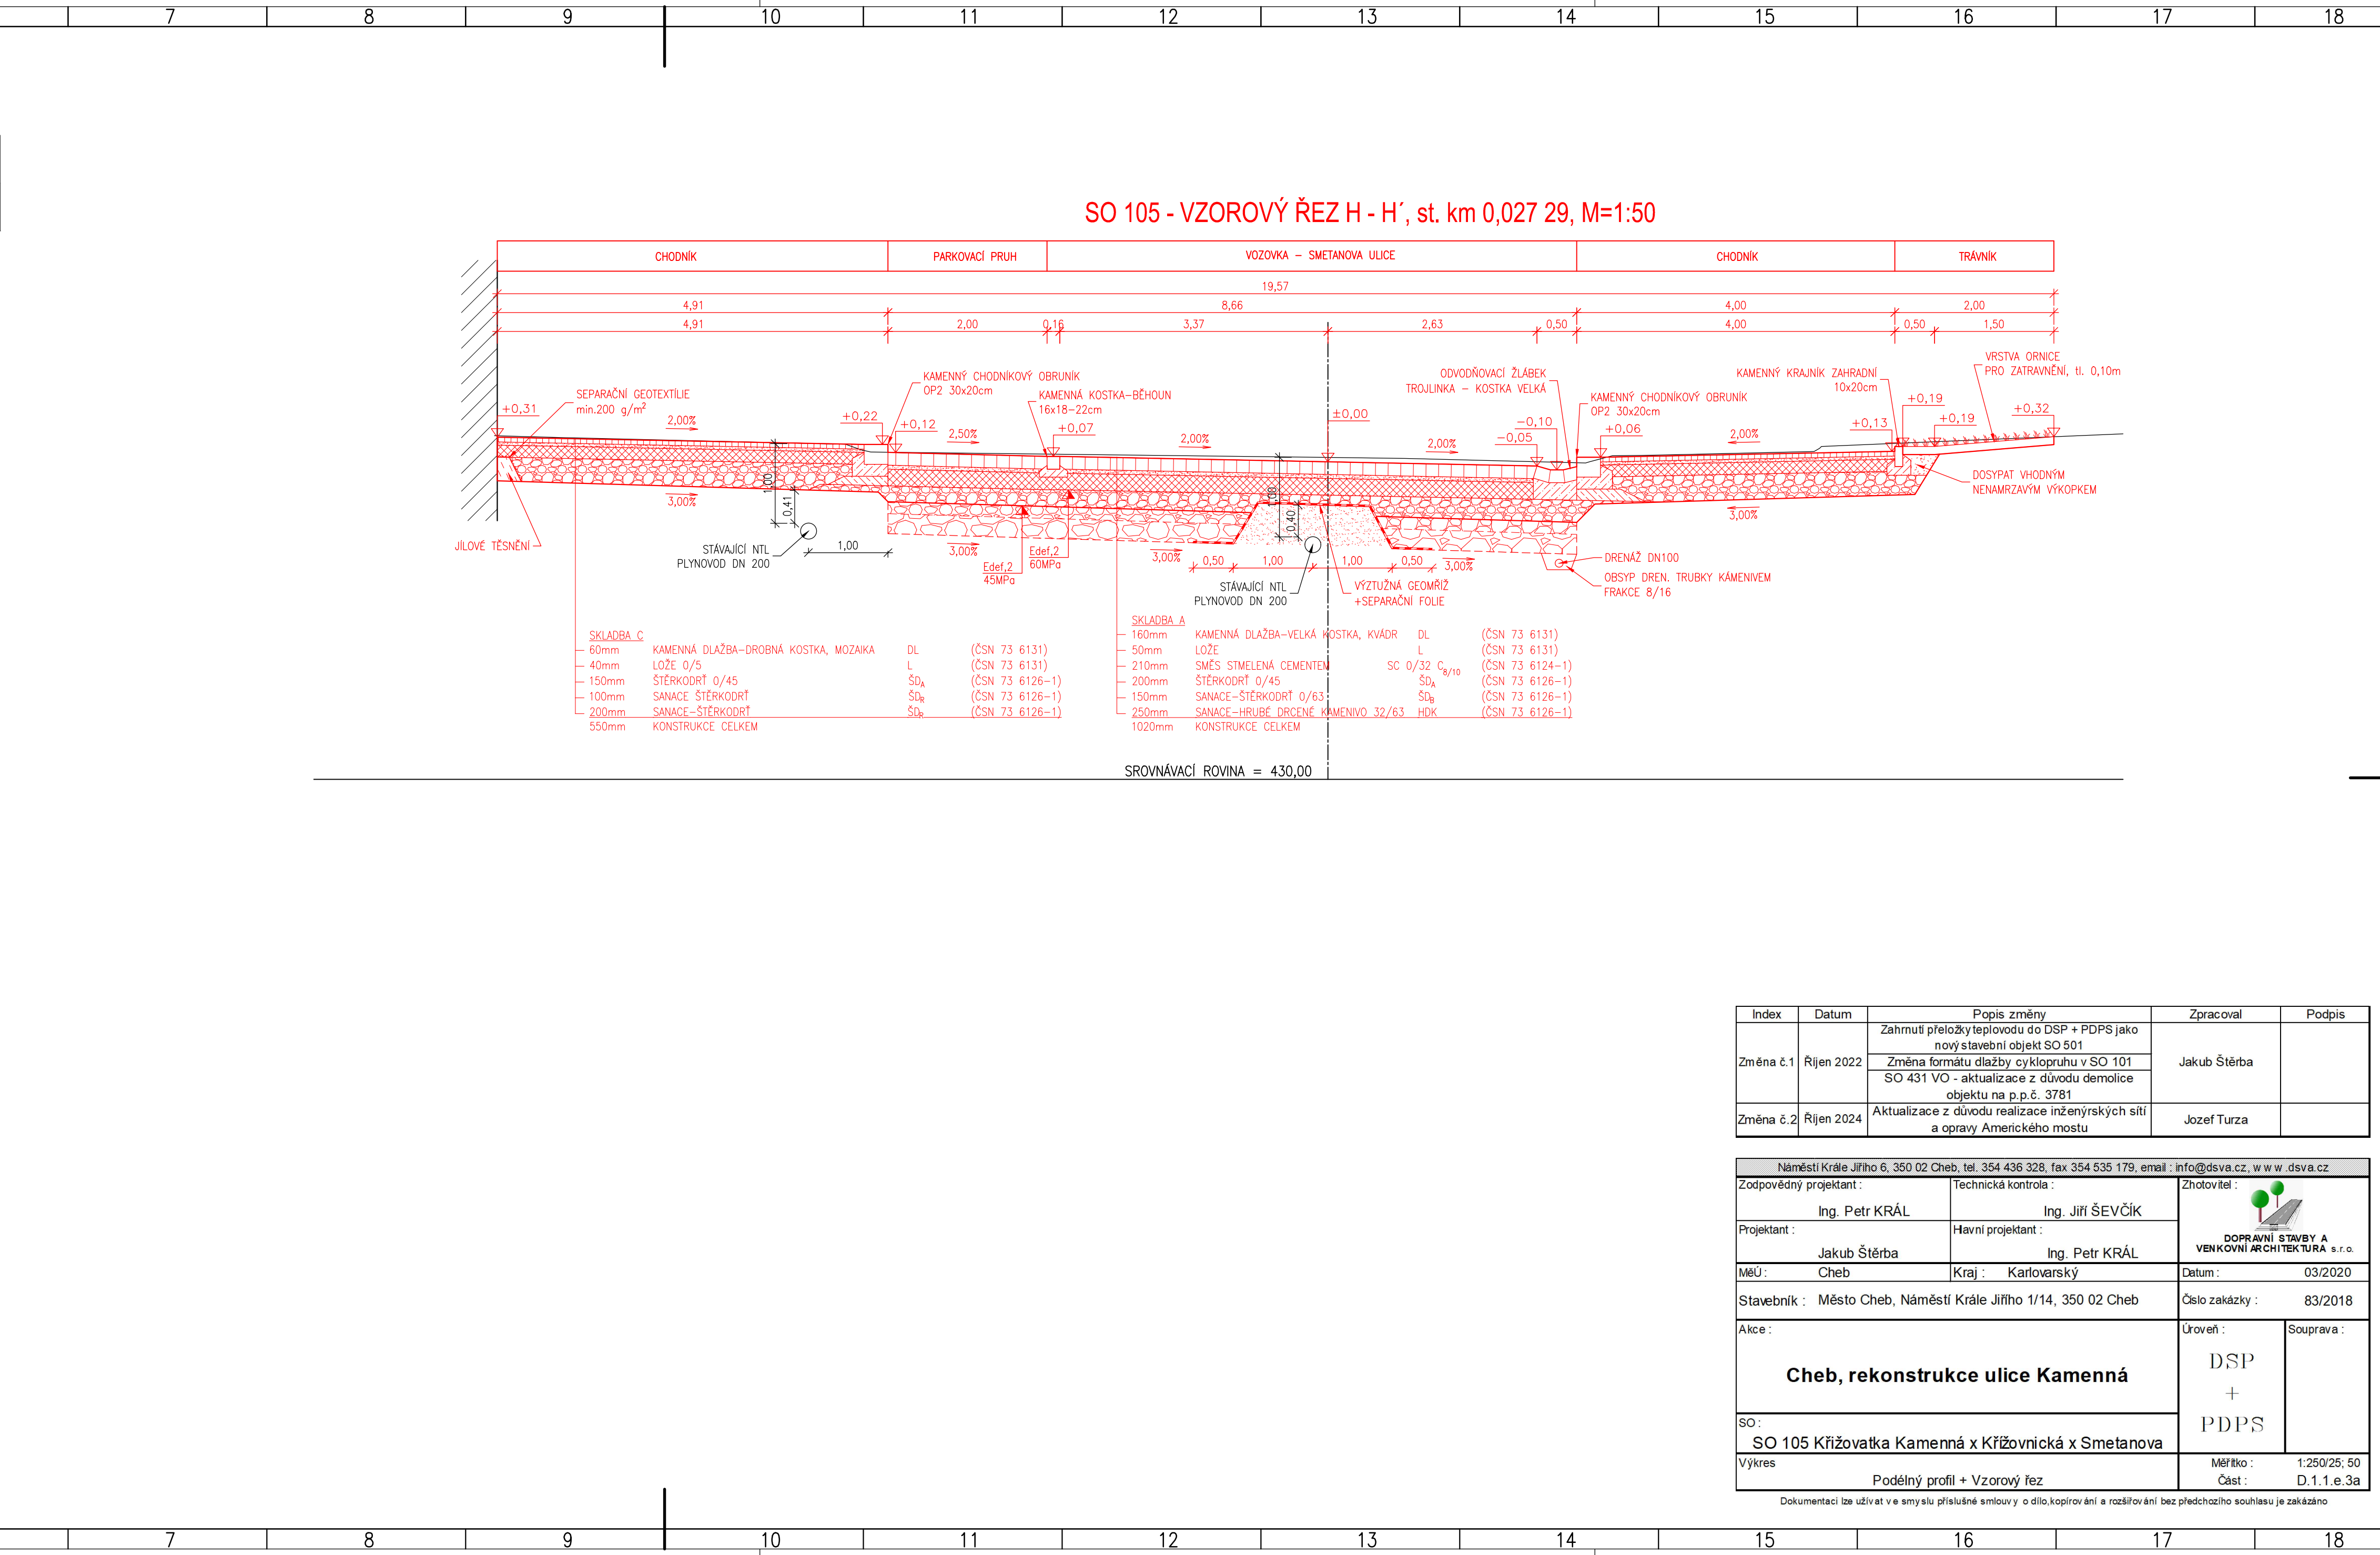 7 8 9 10 11 12 13 14 15 16 17 18
SO 105 - VZOROVÝ ŘEZ H - H´, st. km 0,027 29, M=1:50
CHODNÍK PARKOVACÍ PRUH VOZOVKA – SMETANOVA ULICE CHODNÍK TRÁVNÍK
19,57
4,91 8,66 4,00 2,00
4,91 2,00 0,16 3,37 2,63 0,50 4,00 0,50 1,50
SEPARAČNÍ GEOTEXTÍLIE
min.200 g/m²
KAMENNÝ CHODNÍKOVÝ OBRUNÍK
OP2 30x20cm
KAMENNÁ KOSTKA-BĚHOUN
16x18-22cm
ODVODŇOVACÍ ŽLÁBEK
TROJLINKA – KOSTKA VELKÁ
KAMENNÝ CHODNÍKOVÝ OBRUNÍK
OP2 30x20cm
KAMENNÝ KRAJNÍK ZAHRADNÍ
10x20cm
VRSTVA ORNICE
PRO ZATRAVNĚNÍ, tl. 0,10m
+0,31 2,00% +0,22 +0,12 2,50% +0,07 2,00% ±0,00 2,00% -0,05 -0,10 +0,06 2,00% +0,13 +0,19 +0,19 +0,32
1,00 0,41 1,00 0,40
3,00% 3,00% 3,00% 3,00% 3,00%
JÍLOVÉ TĚSNĚNÍ
STÁVAJÍCÍ NTL
PLYNOVOD DN 200
1,00
Edef,2
45MPa
Edef,2
60MPa
0,50 1,00 1,00 0,50
STÁVAJÍCÍ NTL
PLYNOVOD DN 200
VÝZTUŽNÁ GEOMŘÍŽ
+SEPARAČNÍ FOLIE
DRENÁŽ DN100
OBSYP DREN. TRUBKY KÁMENIVEM
FRAKCE 8/16
DOSYPAT VHODNÝM
NENAMRZAVÝM VÝKOPKEM
SKLADBA C
60mm KAMENNÁ DLAŽBA-DROBNÁ KOSTKA, MOZAIKA DL (ČSN 73 6131)
40mm LOŽE 0/5 L (ČSN 73 6131)
150mm ŠTĚRKODRŤ 0/45 ŠDA (ČSN 73 6126-1)
100mm SANACE ŠTĚRKODRŤ ŠDR (ČSN 73 6126-1)
200mm SANACE-ŠTĚRKODRŤ (ČSN 73 6126-1)
550mm KONSTRUKCE CELKEM
SKLADBA A
160mm KAMENNÁ DLAŽBA-VELKÁ KOSTKA, KVÁDR DL (ČSN 73 6131)
50mm LOŽE L (ČSN 73 6131)
210mm SMĚS STMELENÁ CEMENTEM SC 0/32 C8/10 (ČSN 73 6124-1)
200mm ŠTĚRKODRŤ 0/45 ŠDA (ČSN 73 6126-1)
150mm SANACE-ŠTĚRKODRŤ 0/63 ŠDB (ČSN 73 6126-1)
250mm SANACE-HRUBÉ DRCENÉ KAMENIVO 32/63 HDK (ČSN 73 6126-1)
1020mm KONSTRUKCE CELKEM
SROVNÁVACÍ ROVINA = 430,00
Index Datum Popis změny Zpracoval Podpis
Změna č.1 Říjen 2022 Zahrnutí přeložky teplovodu do DSP + PDPS jako
nový stavební objekt SO 501
Změna formátu dlažby cyklopruhu v SO 101
SO 431 VO - aktualizace z důvodu demolice
objektu na p.p.č. 3781
Jakub Štěrba
Změna č.2 Říjen 2024 Aktualizace z důvodu realizace inženýrských sítí
a opravy Amerického mostu
Jozef Turza
Náměstí Krále Jiřího 6, 350 02 Cheb, tel. 354 436 328, fax 354 535 179, email : info@dsva.cz, www.dsva.cz
Zodpovědný projektant : Technická kontrola : Zhotovitel :
Ing. Petr KRÁL Ing. Jiří ŠEVČÍK
Projektant : Hlavní projektant :
Jakub Štěrba Ing. Petr KRÁL
DOPRAVNÍ STAVBY A
VENKOVNÍ ARCHITEKTURA s.r.o.
MěÚ : Cheb Kraj : Karlovarský Datum : 03/2020
Stavebník : Město Cheb, Náměstí Krále Jiřího 1/14, 350 02 Cheb Číslo zakázky : 83/2018
Akce : Úroveň : Souprava :
Cheb, rekonstrukce ulice Kamenná
DSP
+
PDPS
SO :
SO 105 Křižovatka Kamenná x Křížovnická x Smetanova
Výkres Měřítko : 1:250/25; 50
Podélný profil + Vzorový řez Část : D.1.1.e.3a
Dokumentaci lze užívat ve smyslu příslušné smlouvy o dílo,kopírování a rozšiřování bez předchozího souhlasu je zakázáno
7 8 9 10 11 12 13 14 15 16 17 18